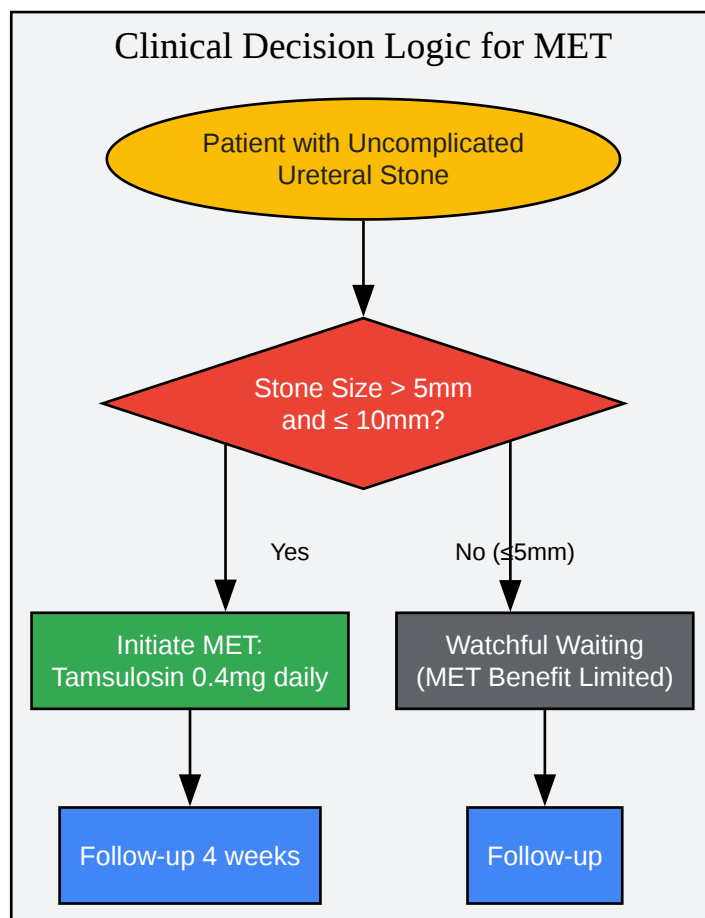 Clinical Decision Logic for MET
Patient with Uncomplicated
Ureteral Stone
Stone Size > 5mm
and ≤ 10mm?
Yes
No (≤5mm)
Initiate MET:
Tamsulosin 0.4mg daily
Watchful Waiting
(MET Benefit Limited)
Follow-up 4 weeks
Follow-up